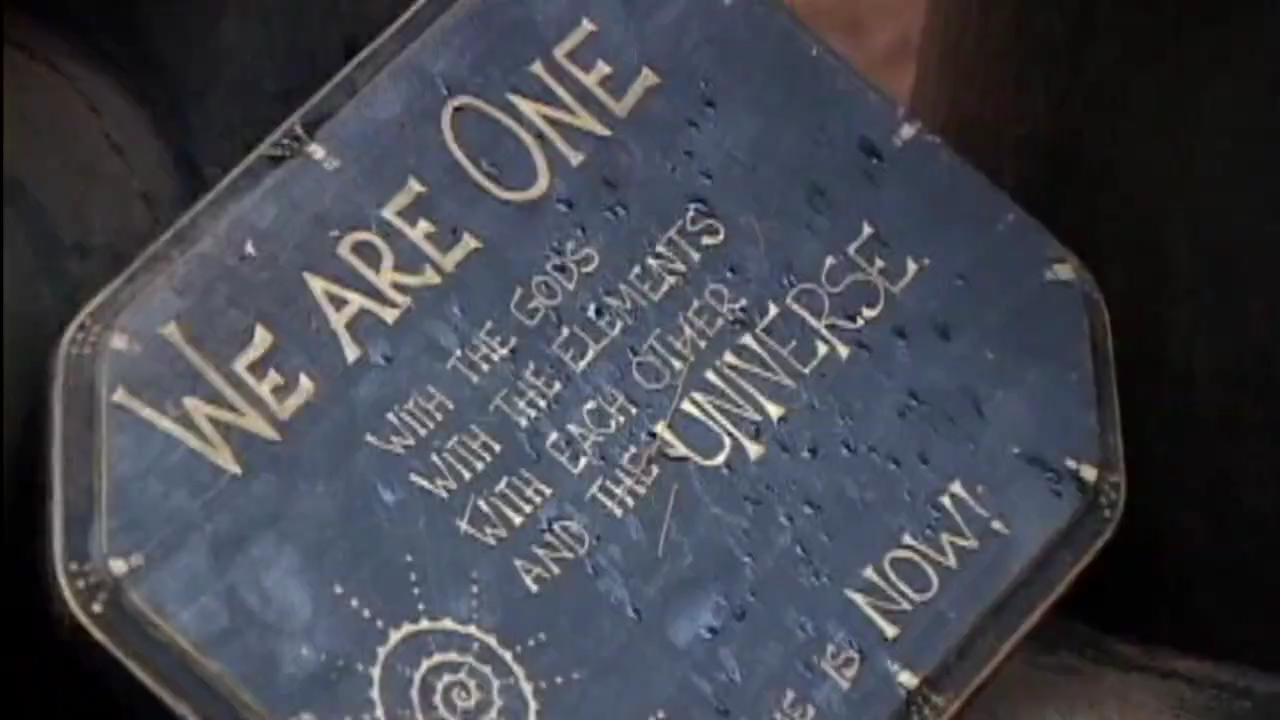 WE ARE ONE
WITH THE GODS
WITH THE ELEMENTS
WITH EACH OTHER
AND THE UNIVERSE
IS NOW!